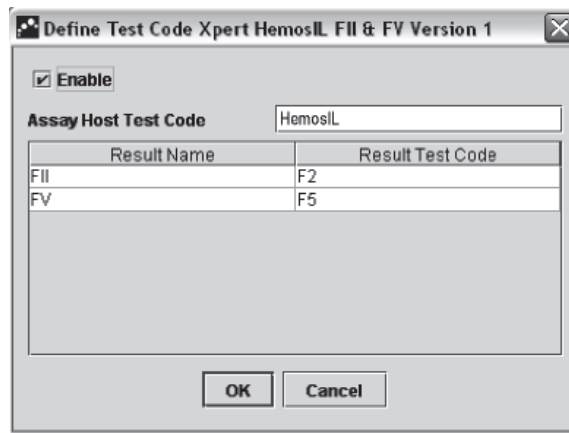 Define Test Code Xpert HemosIL FII & FV Version 1
Enable
Assay Host Test Code HemosIL
Result Name Result Test Code
FII F2
FV F5
OK Cancel